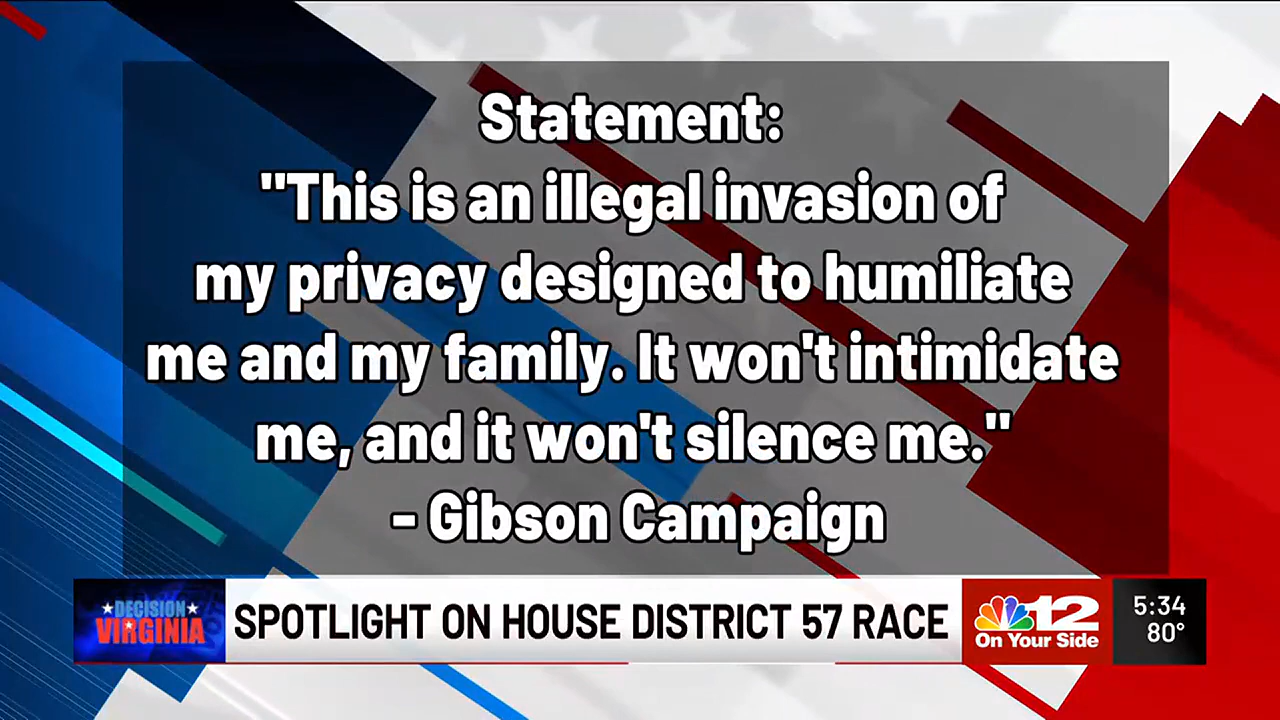 Statement:
"This is an illegal invasion of
my privacy designed to humiliate
me and my family. It won't intimidate
me, and it won't silence me."
- Gibson Campaign
DECISION
VIRGINIA
SPOTLIGHT ON HOUSE DISTRICT 57 RACE
12
On Your Side
5:34
80°